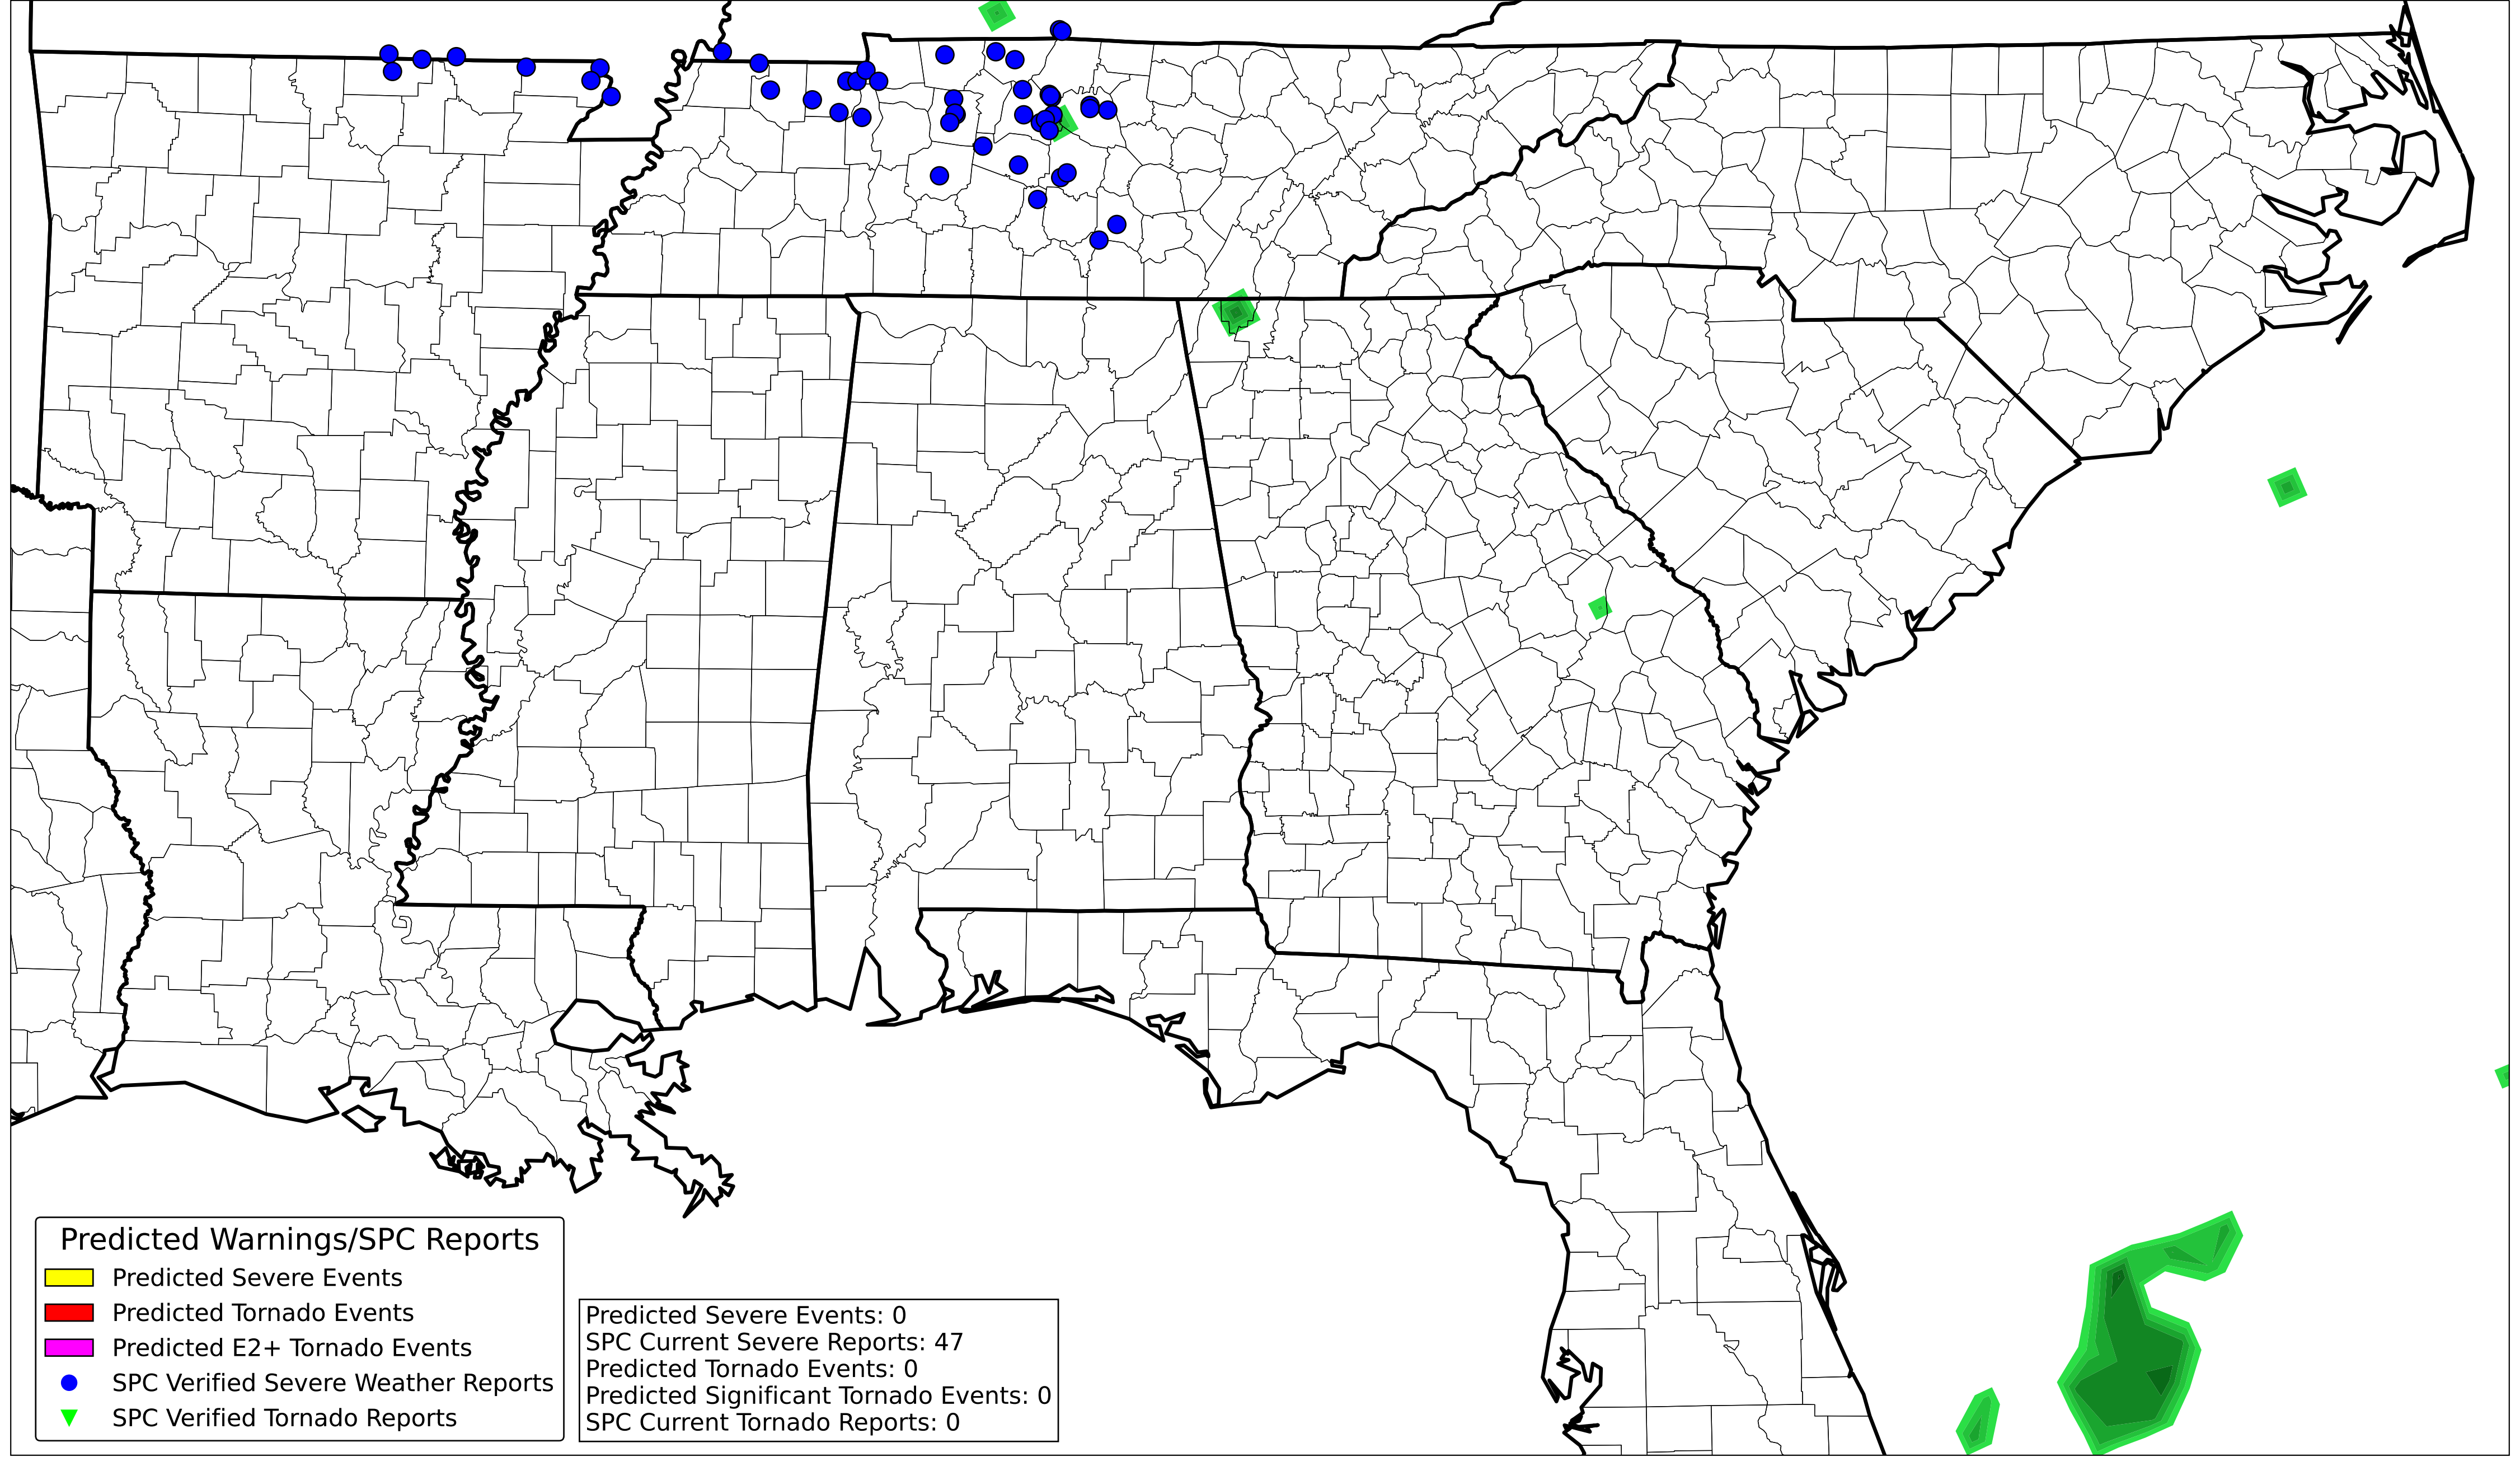 Predicted Warnings/SPC Reports
Predicted Severe Events
Predicted Tornado Events
Predicted E2+ Tornado Events
SPC Verified Severe Weather Reports
SPC Verified Tornado Reports
Predicted Severe Events: 0
SPC Current Severe Reports: 47
Predicted Tornado Events: 0
Predicted Significant Tornado Events: 0
SPC Current Tornado Reports: 0